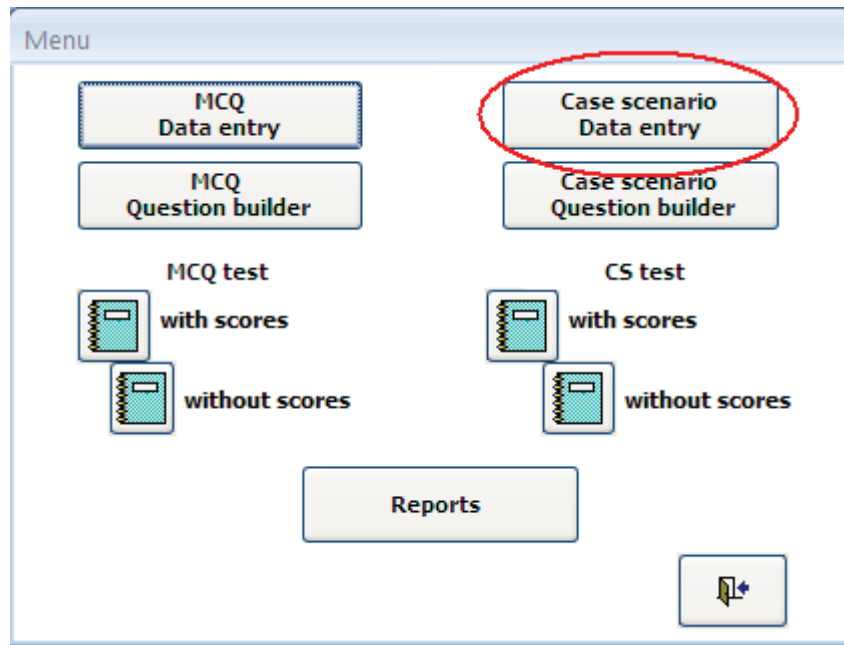 Menu
MCQ
Data entry
Case scenario
Data entry
MCQ
Question builder
Case scenario
Question builder
MCQ test
CS test
with scores
with scores
without scores
without scores
Reports